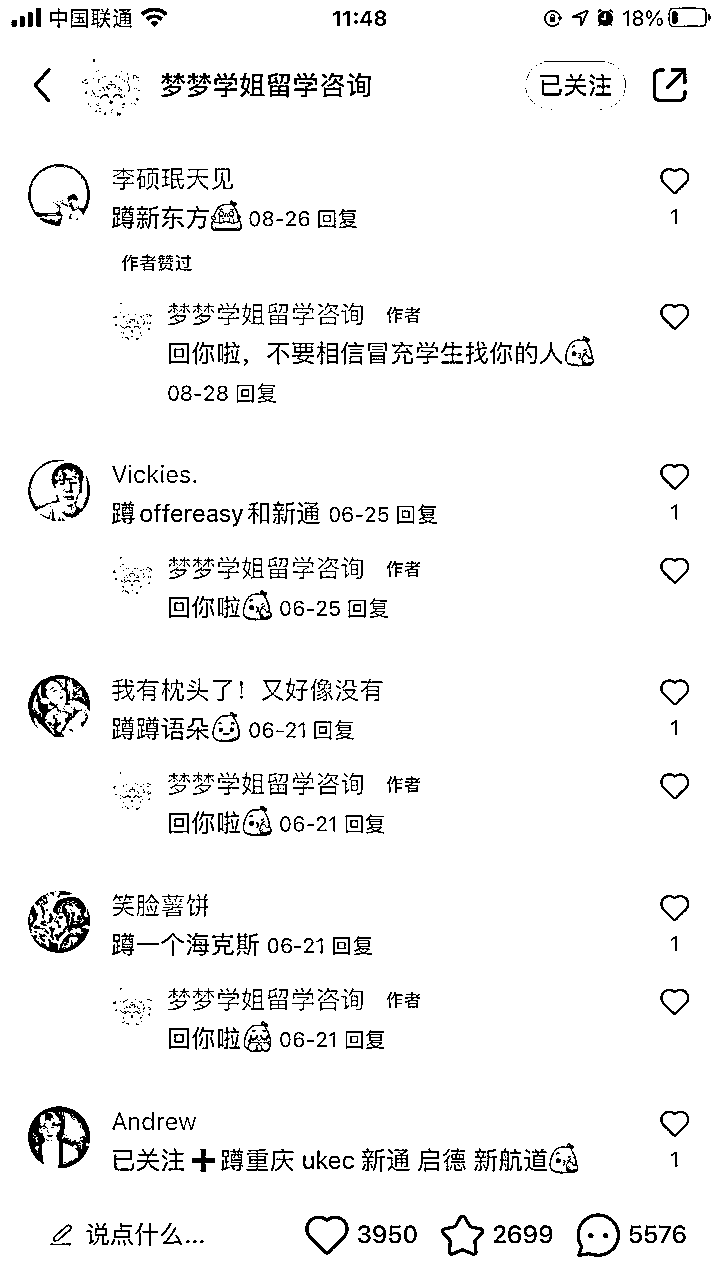 中国联通 11:48 18%
梦梦学姐留学咨询 已关注
李硕珉天见
蹲新东方 08-26 回复 1
作者赞过
梦梦学姐留学咨询 作者
回你啦，不要相信冒充学生找你的人
08-28 回复
Vickies.
蹲offereasy和新通 06-25 回复 1
梦梦学姐留学咨询 作者
回你啦 06-25 回复
我有枕头了！又好像没有
蹲蹲语朵 06-21 回复 1
梦梦学姐留学咨询 作者
回你啦 06-21 回复
笑脸薯饼
蹲一个海克斯 06-21 回复 1
梦梦学姐留学咨询 作者
回你啦 06-21 回复
Andrew
已关注➕蹲重庆 ukec 新通 启德 新航道 1
说点什么... 3950 2699 5576